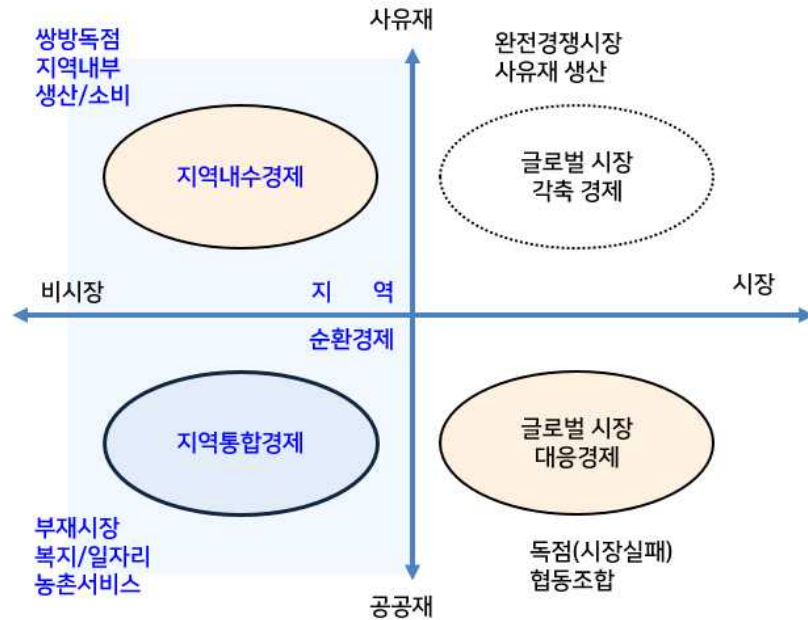 사유재
쌍방독점
지역내부
생산/소비
완전경쟁시장
사유재 생산
지역내수경제
글로벌 시장
각축 경제
비시장
지 역
시장
순환경제
지역통합경제
글로벌 시장
대응경제
부재시장
복지/일자리
농촌서비스
독점(시장실패)
협동조합
공공재